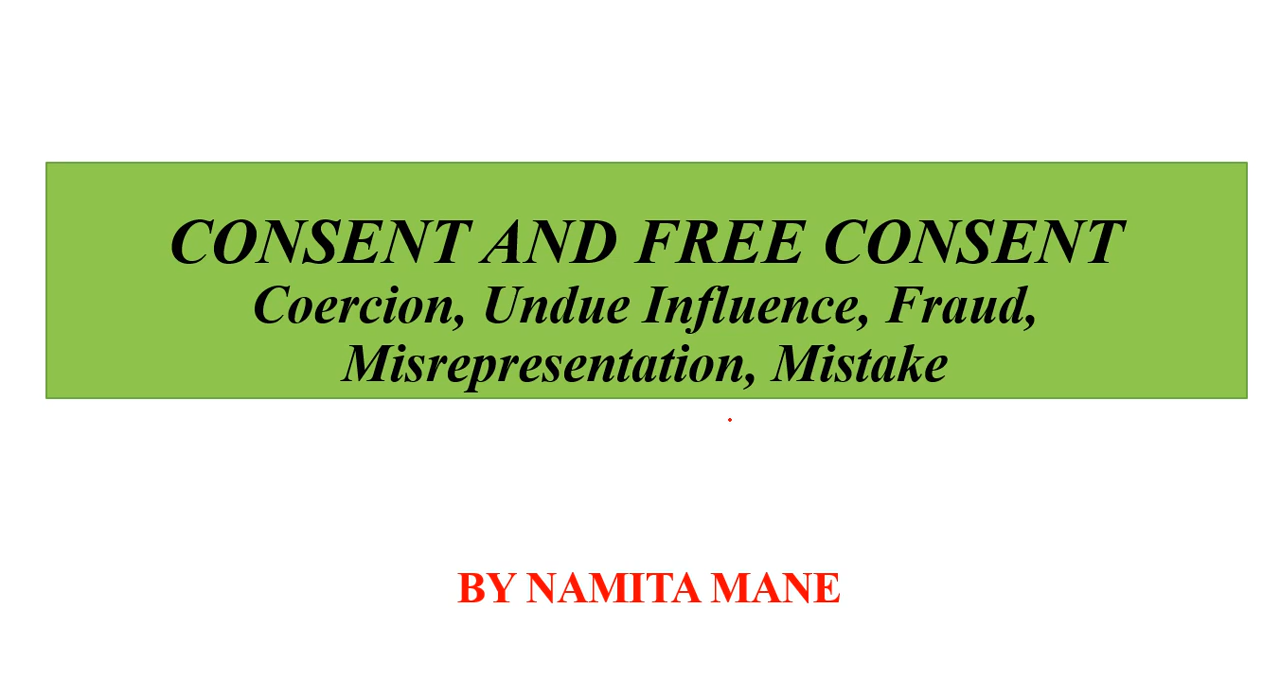 CONSENT AND FREE CONSENT
Coercion, Undue Influence, Fraud,
Misrepresentation, Mistake
.
BY NAMITA MANE